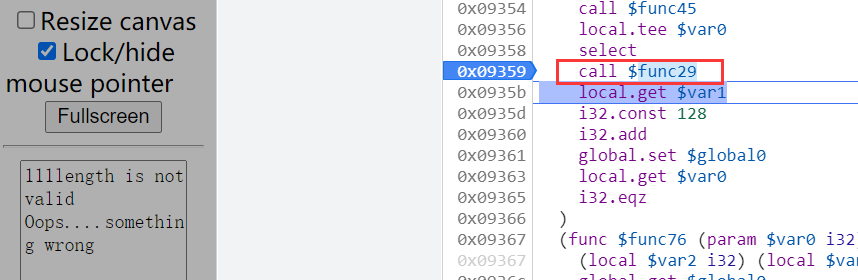 Resize canvas
Lock/hide
mouse pointer
Fullscreen
llllength is not
valid
Oops....somethin
g wrong
0x09354 call $func45
0x09356 local.tee $var0
0x09358 select
0x09359 call $func29
0x0935b local.get $var1
0x0935d i32.const 128
0x09360 i32.add
0x09361 global.set $global0
0x09363 local.get $var0
0x09365 i32.eqz
0x09366 )
0x09367 (func $func76 (param $var0 i32)
0x09367 (local $var2 i32) (local $va